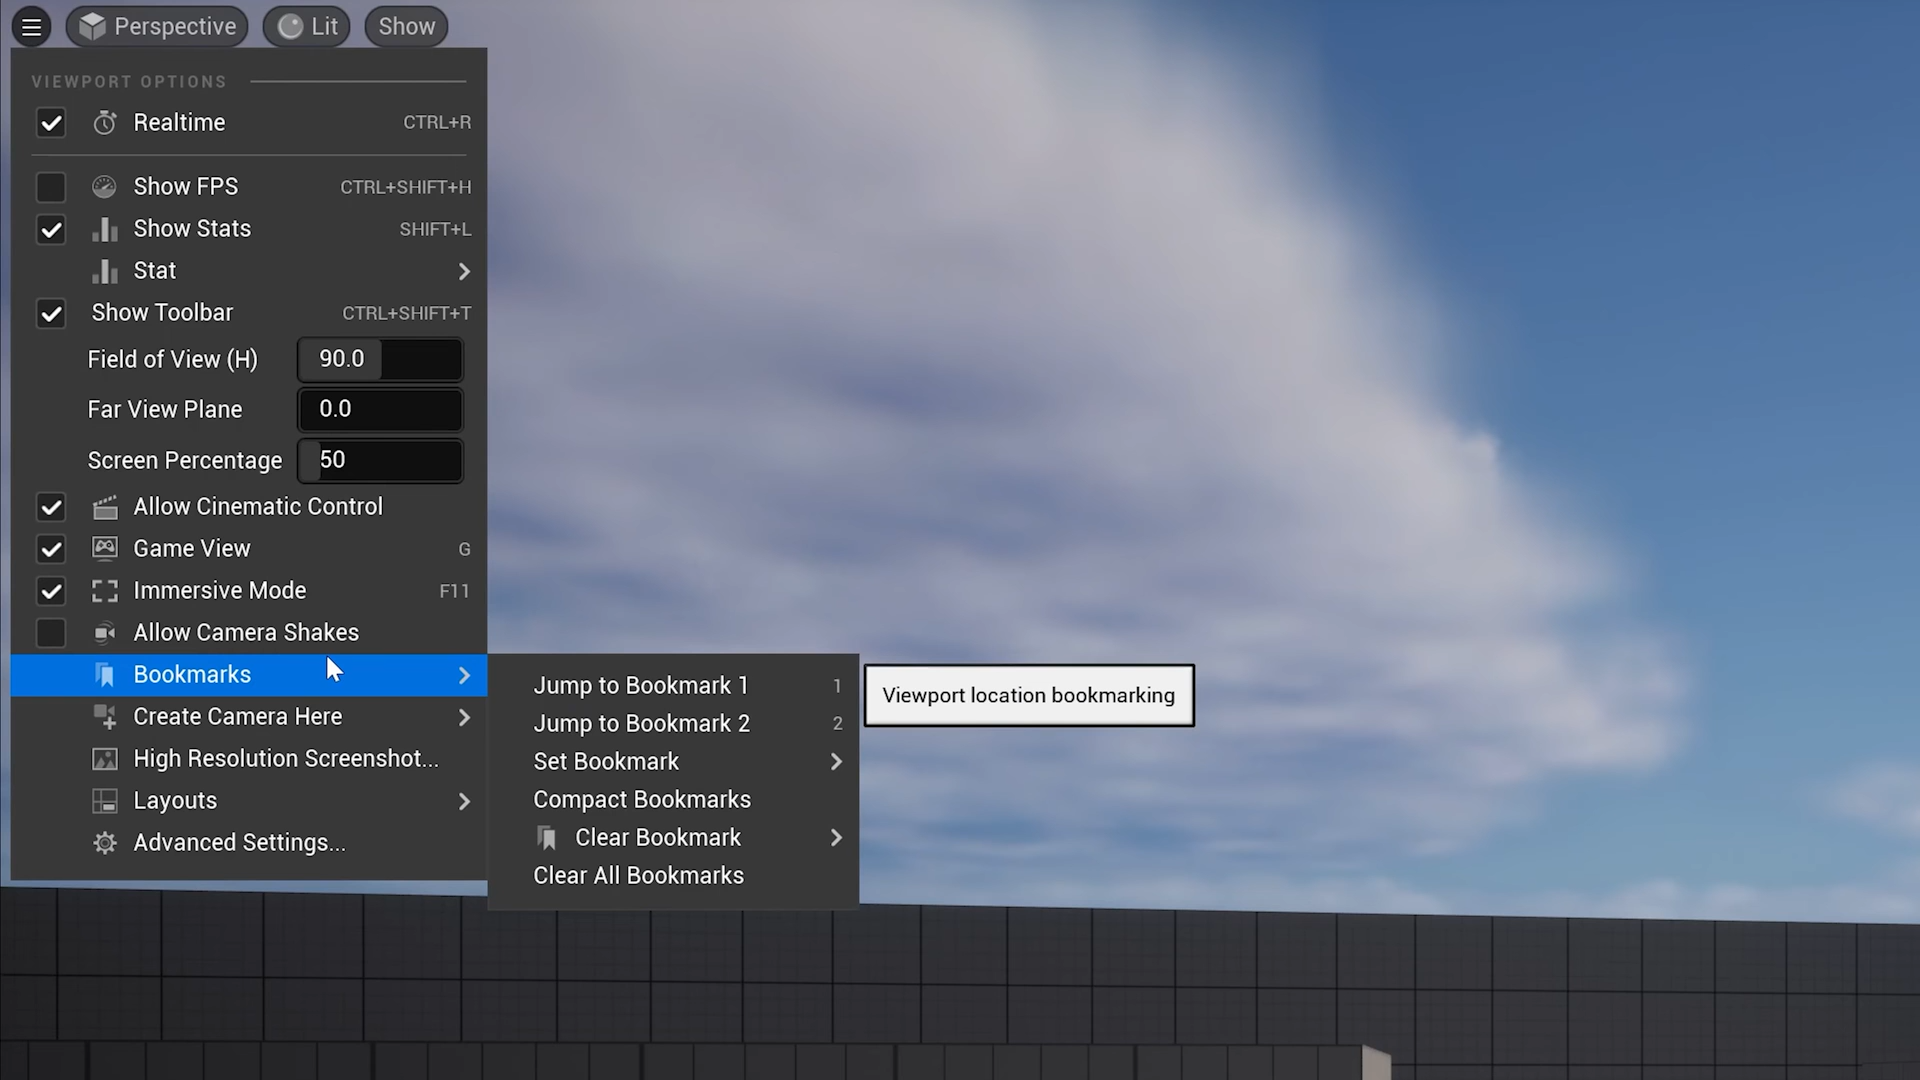 Perspective
Lit
Show
VIEWPORT OPTIONS
Realtime CTRL+R
Show FPS CTRL+SHIFT+H
Show Stats SHIFT+L
Stat
Show Toolbar CTRL+SHIFT+T
Field of View (H) 90.0
Far View Plane 0.0
Screen Percentage 50
Allow Cinematic Control
Game View G
Immersive Mode F11
Allow Camera Shakes
Bookmarks
Create Camera Here
High Resolution Screenshot...
Layouts
Advanced Settings...
Jump to Bookmark 1 1
Jump to Bookmark 2 2
Set Bookmark
Compact Bookmarks
Clear Bookmark
Clear All Bookmarks
Viewport location bookmarking